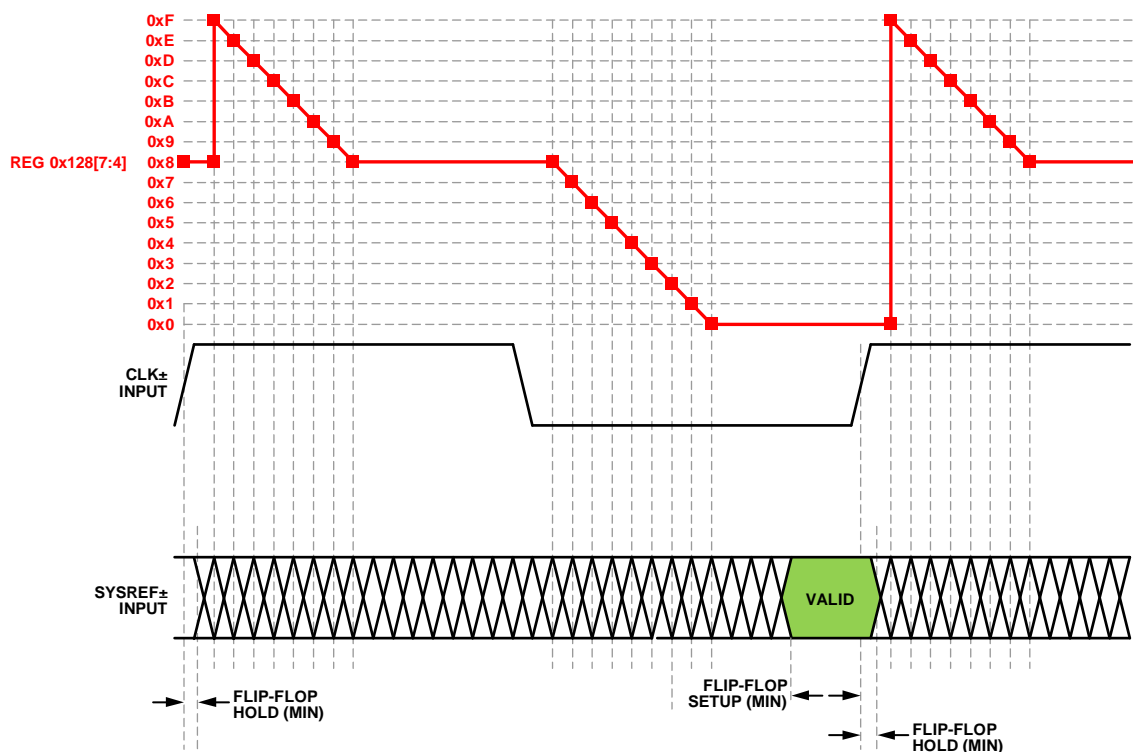 0xF
0xE
0xD
0xC
0xB
0xA
0x9
REG 0x128[7:4] 0x8
0x7
0x6
0x5
0x4
0x3
0x2
0x1
0x0
CLK±
INPUT
SYSREF±
INPUT
VALID
FLIP-FLOP
HOLD (MIN)
FLIP-FLOP
SETUP (MIN)
FLIP-FLOP
HOLD (MIN)